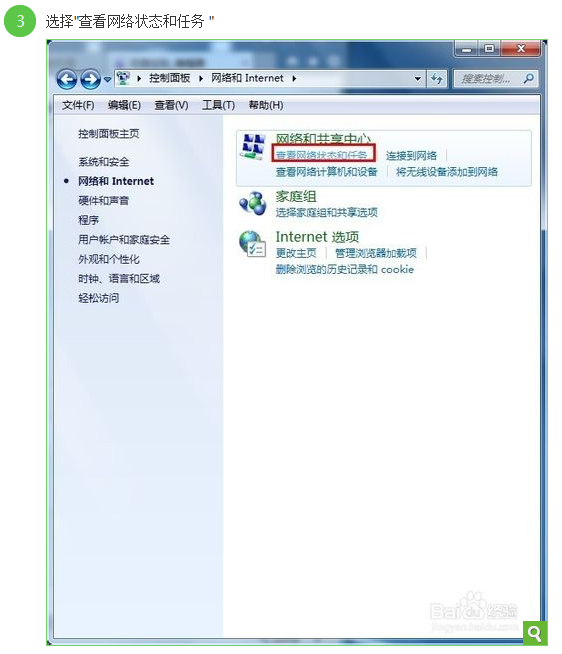 3 选择"查看网络状态和任务 "
控制面板 网络和 Internet 搜索控制...
文件(F) 编辑(E) 查看(V) 工具(T) 帮助(H)
控制面板主页
系统和安全
网络和 Internet
硬件和声音
程序
用户帐户和家庭安全
外观和个性化
时钟、语言和区域
轻松访问
网络和共享中心
查看网络状态和任务 连接到网络
查看网络计算机和设备 将无线设备添加到网络
家庭组
选择家庭组和共享选项
Internet 选项
更改主页 管理浏览器加载项
删除浏览的历史记录和 cookie
Baidu经验
jingyan.baidu.com